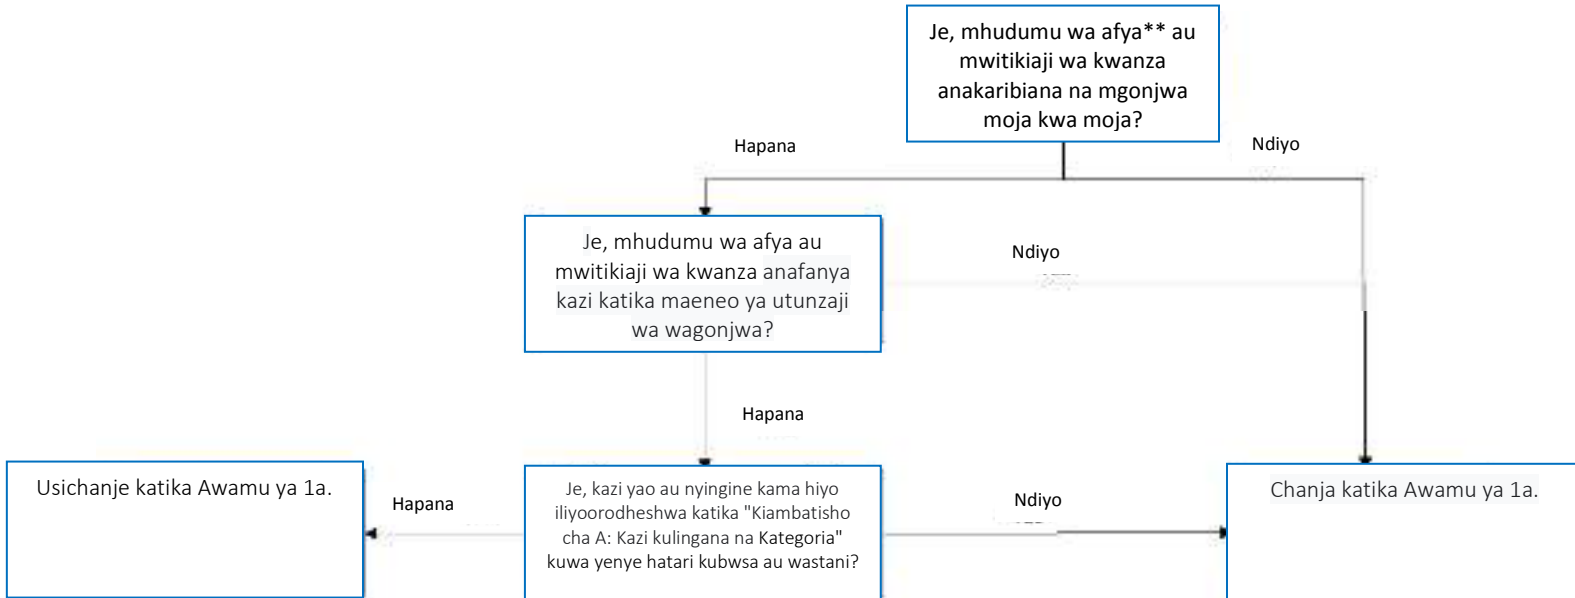 Je, mhudumu wa afya** au
mwitikiaji wa kwanza
anakaribiana na mgonjwa
moja kwa moja?
Hapana
Ndiyo
Je, mhudumu wa afya au
mwitikiaji wa kwanza anafanya
kazi katika maeneo ya utunzaji
wa wagonjwa?
Ndiyo
Hapana
Usichanje katika Awamu ya 1a.
Hapana
Je, kazi yao au nyingine kama hiyo
iliyoorodheshwa katika "Kiambatisho
cha A: Kazi kulingana na Kategoria"
kuwa yenye hatari kubwsa au wastani?
Ndiyo
Chanja katika Awamu ya 1a.